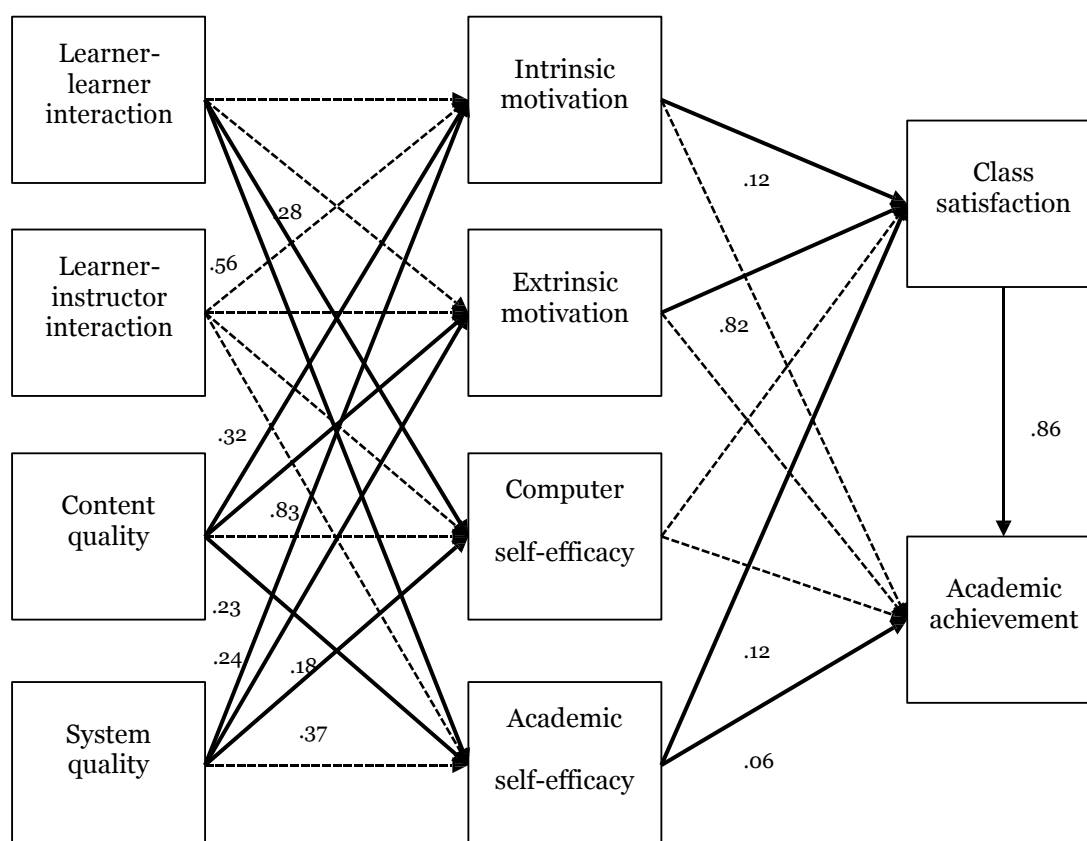 Learner-
learner
interaction
Intrinsic
motivation
Class
satisfaction
.12
.28
.56
Learner-
instructor
interaction
Extrinsic
motivation
.82
.32
.83
.86
Content
quality
Computer
self-efficacy
Academic
achievement
.23
.24
.18
.12
.37
.06
System
quality
Academic
self-efficacy